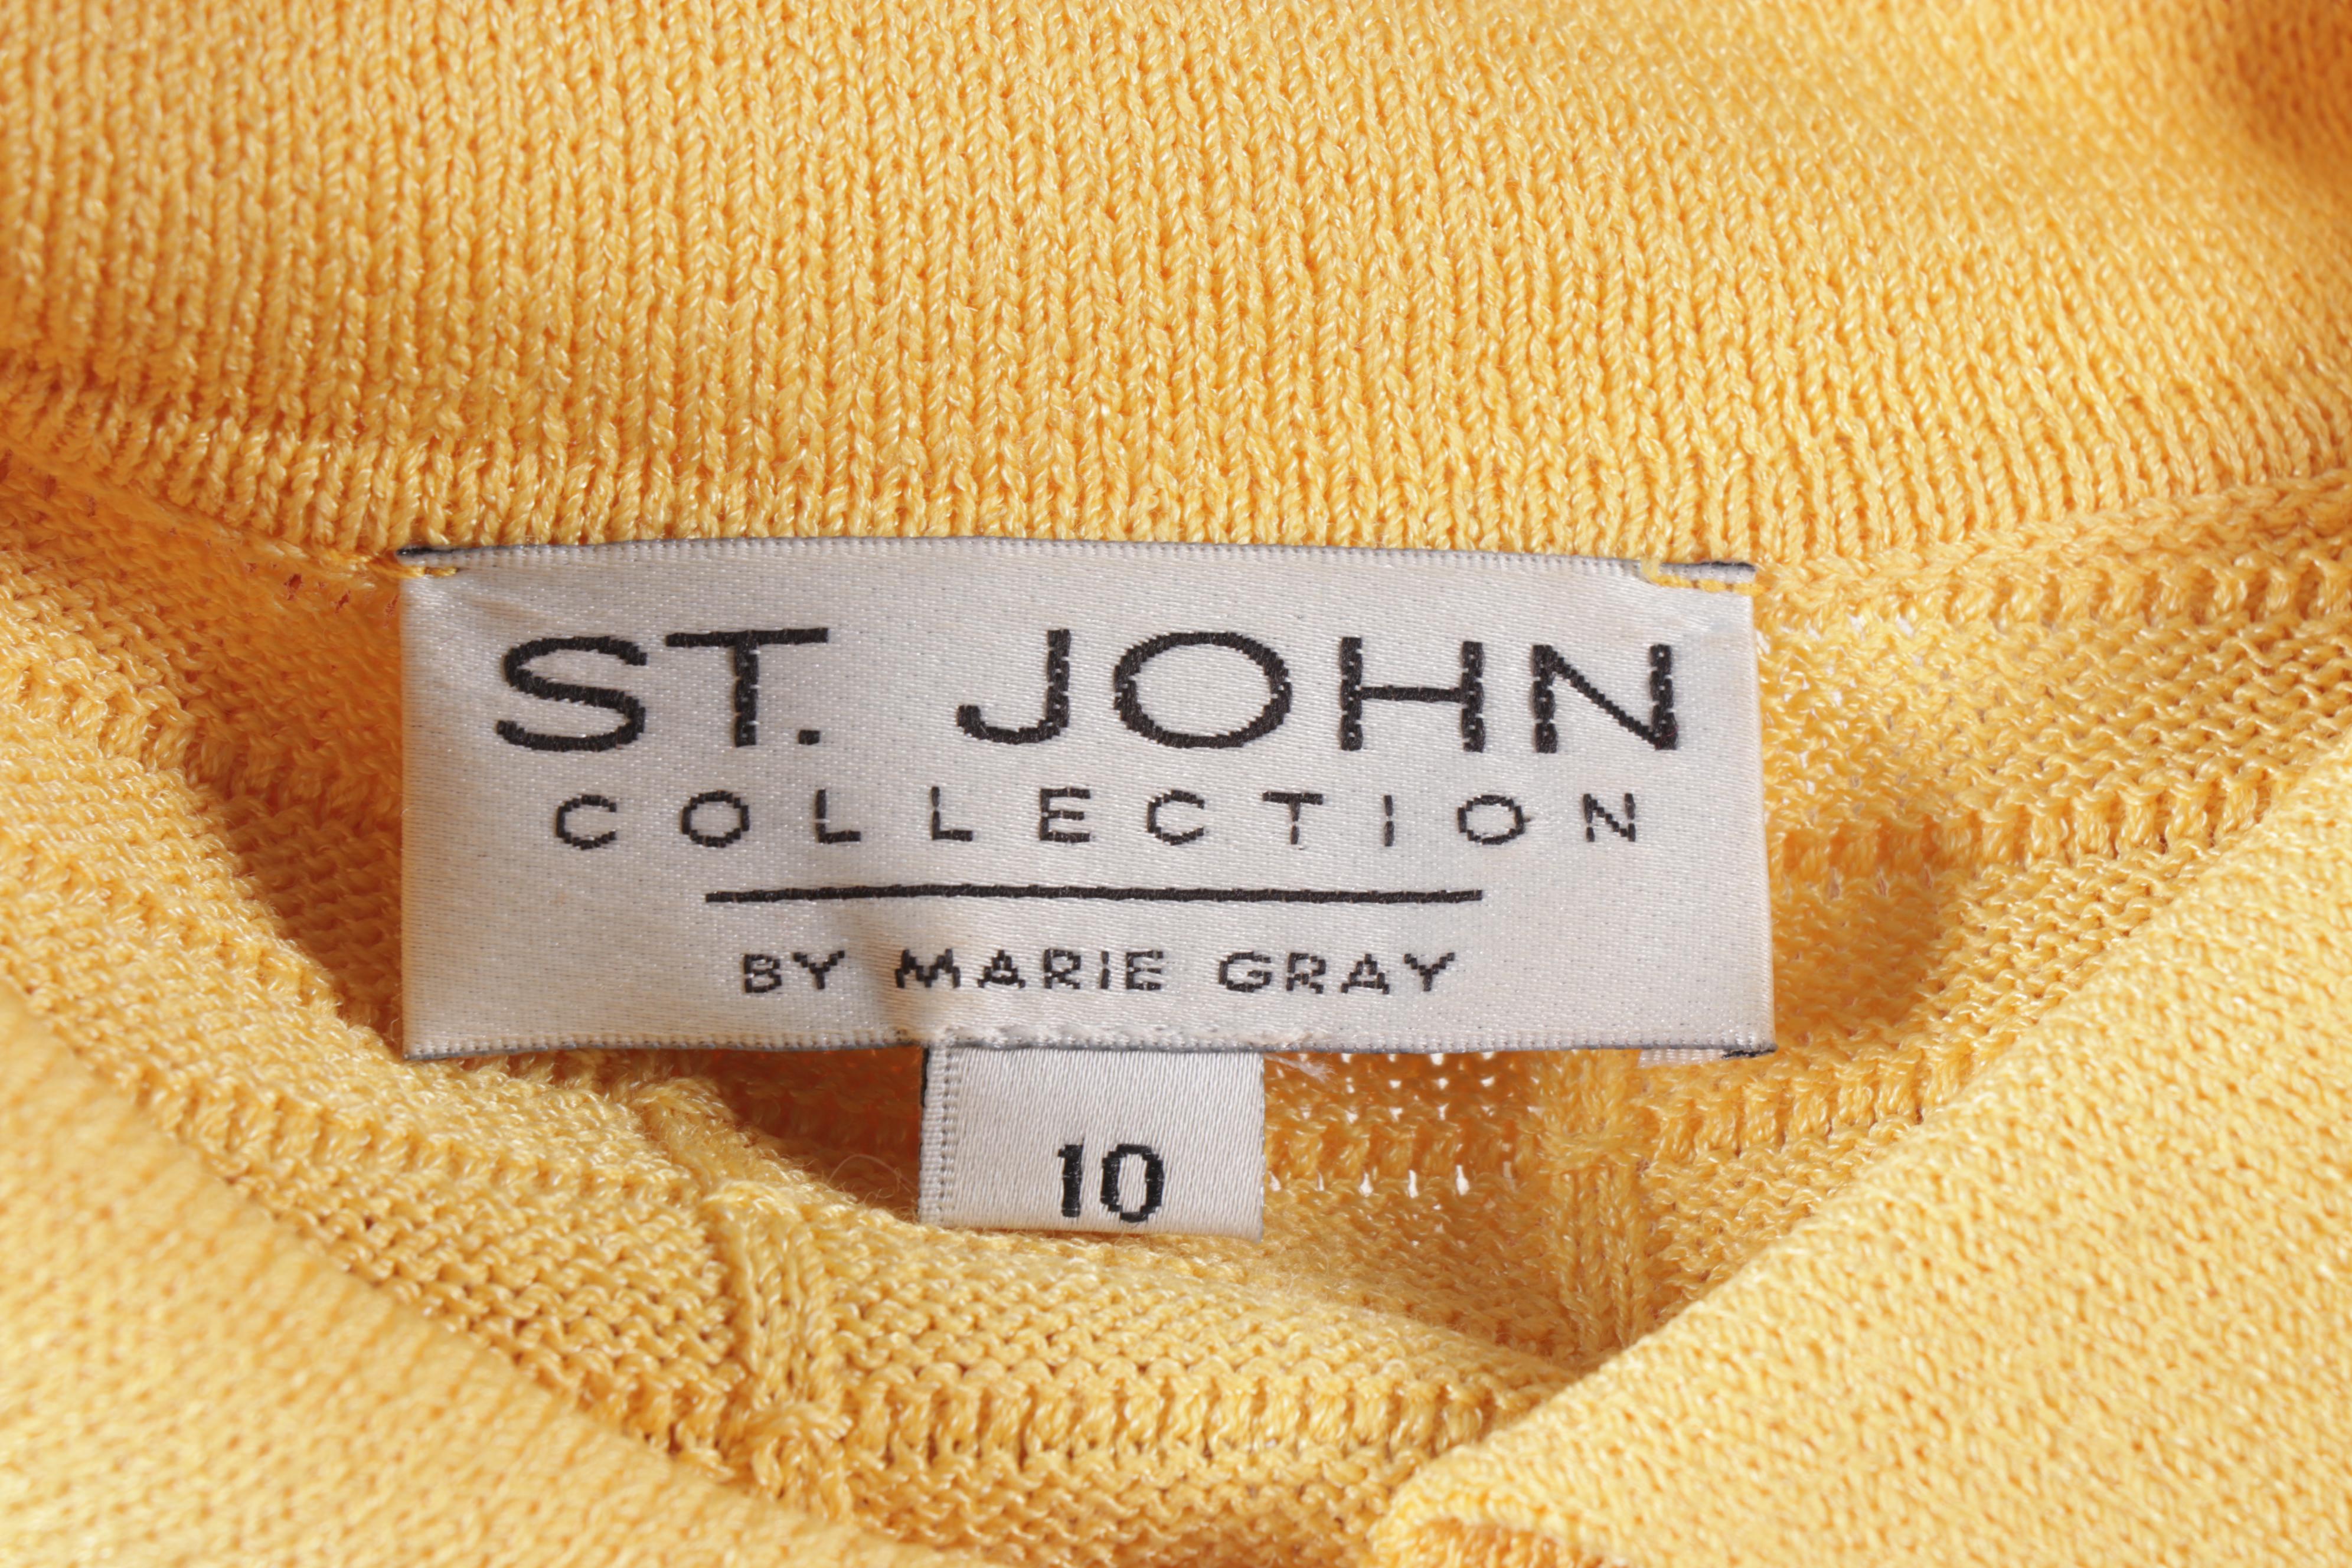 ST. JOHN
COLLECTION
BY MARIE GRAY
10